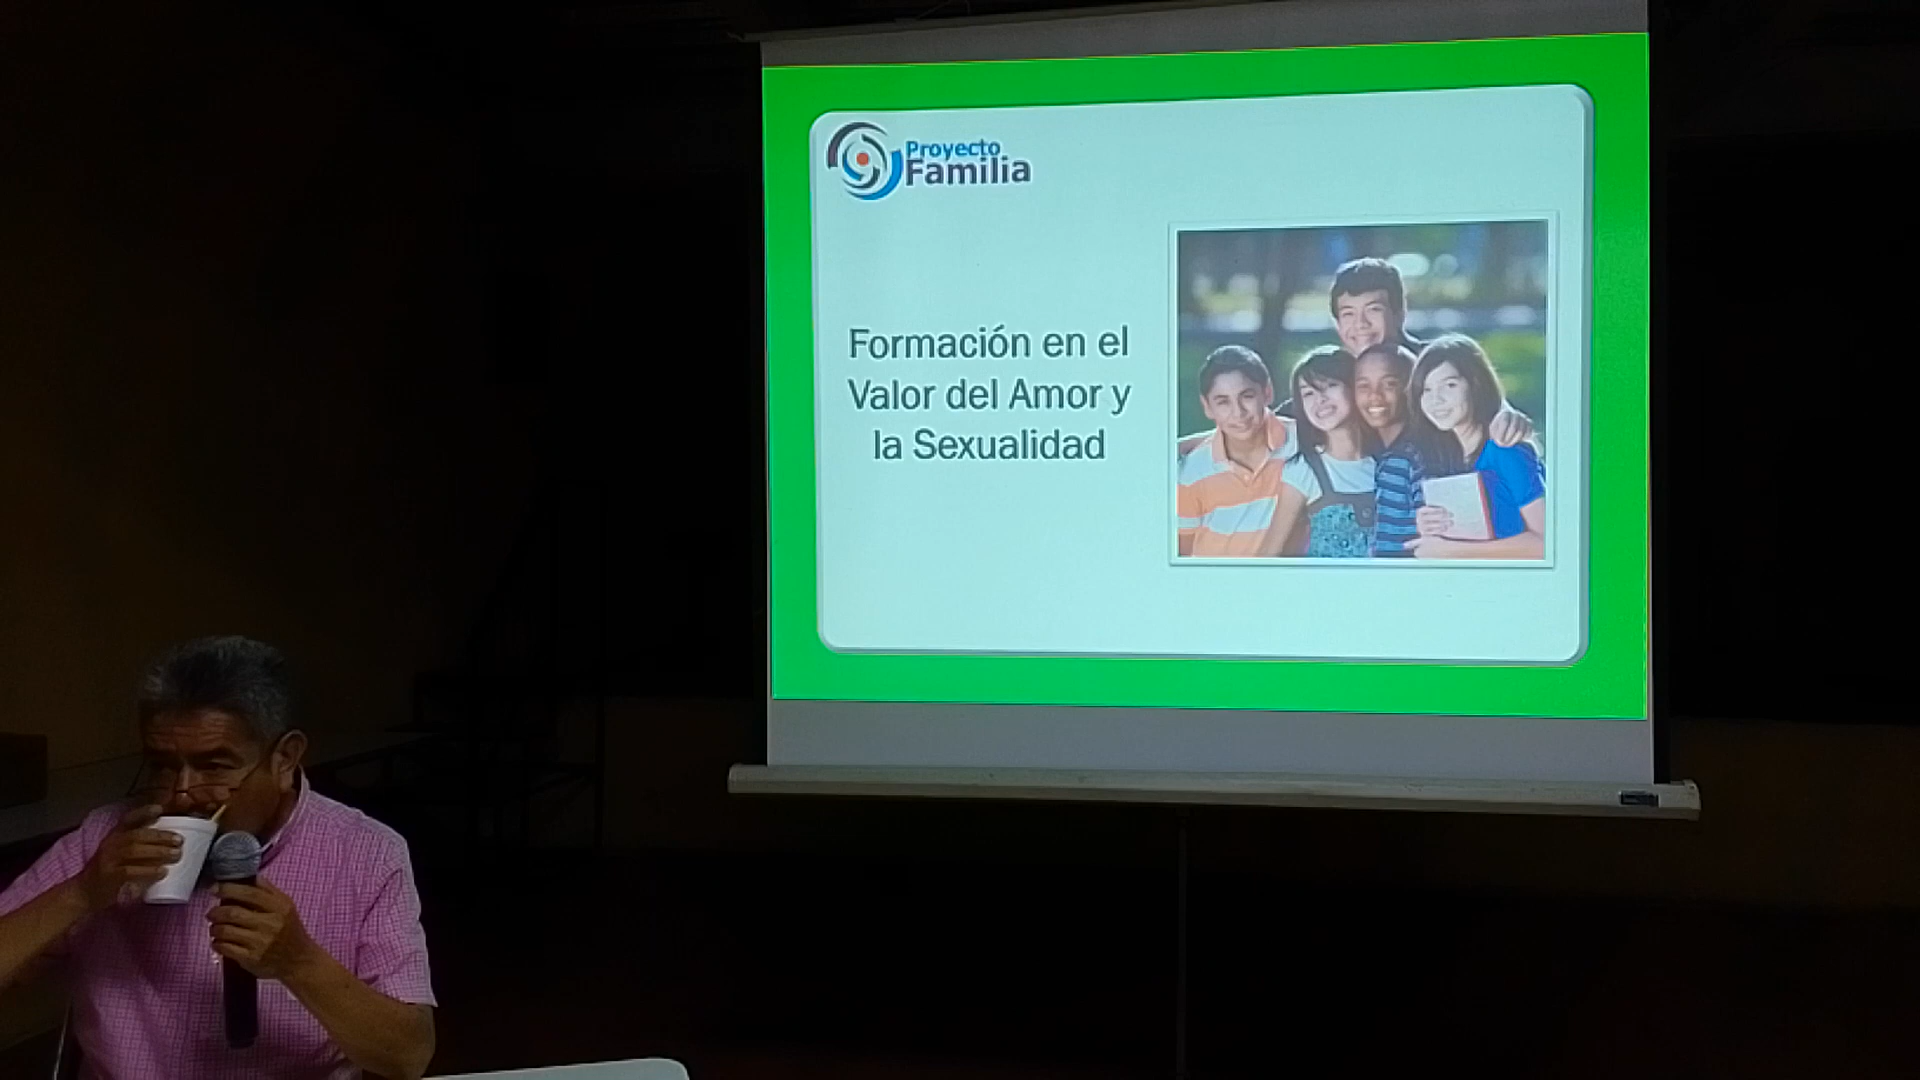 Proyecto
Familia
Formación en el
Valor del Amor y
la Sexualidad